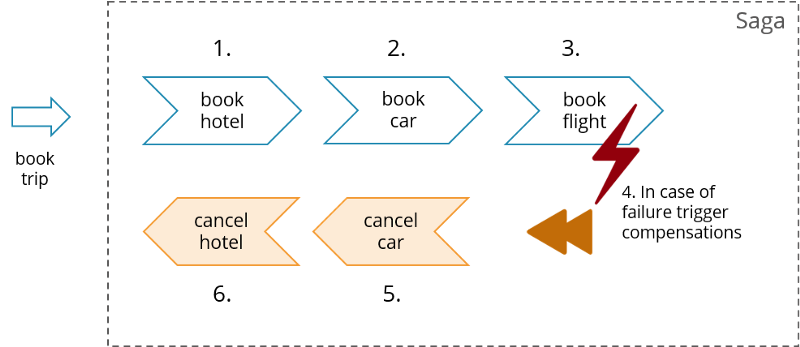 Saga
1.
2.
3.
book
hotel
book
car
book
flight
book
trip
4. In case of
failure trigger
compensations
cancel
hotel
cancel
car
6.
5.